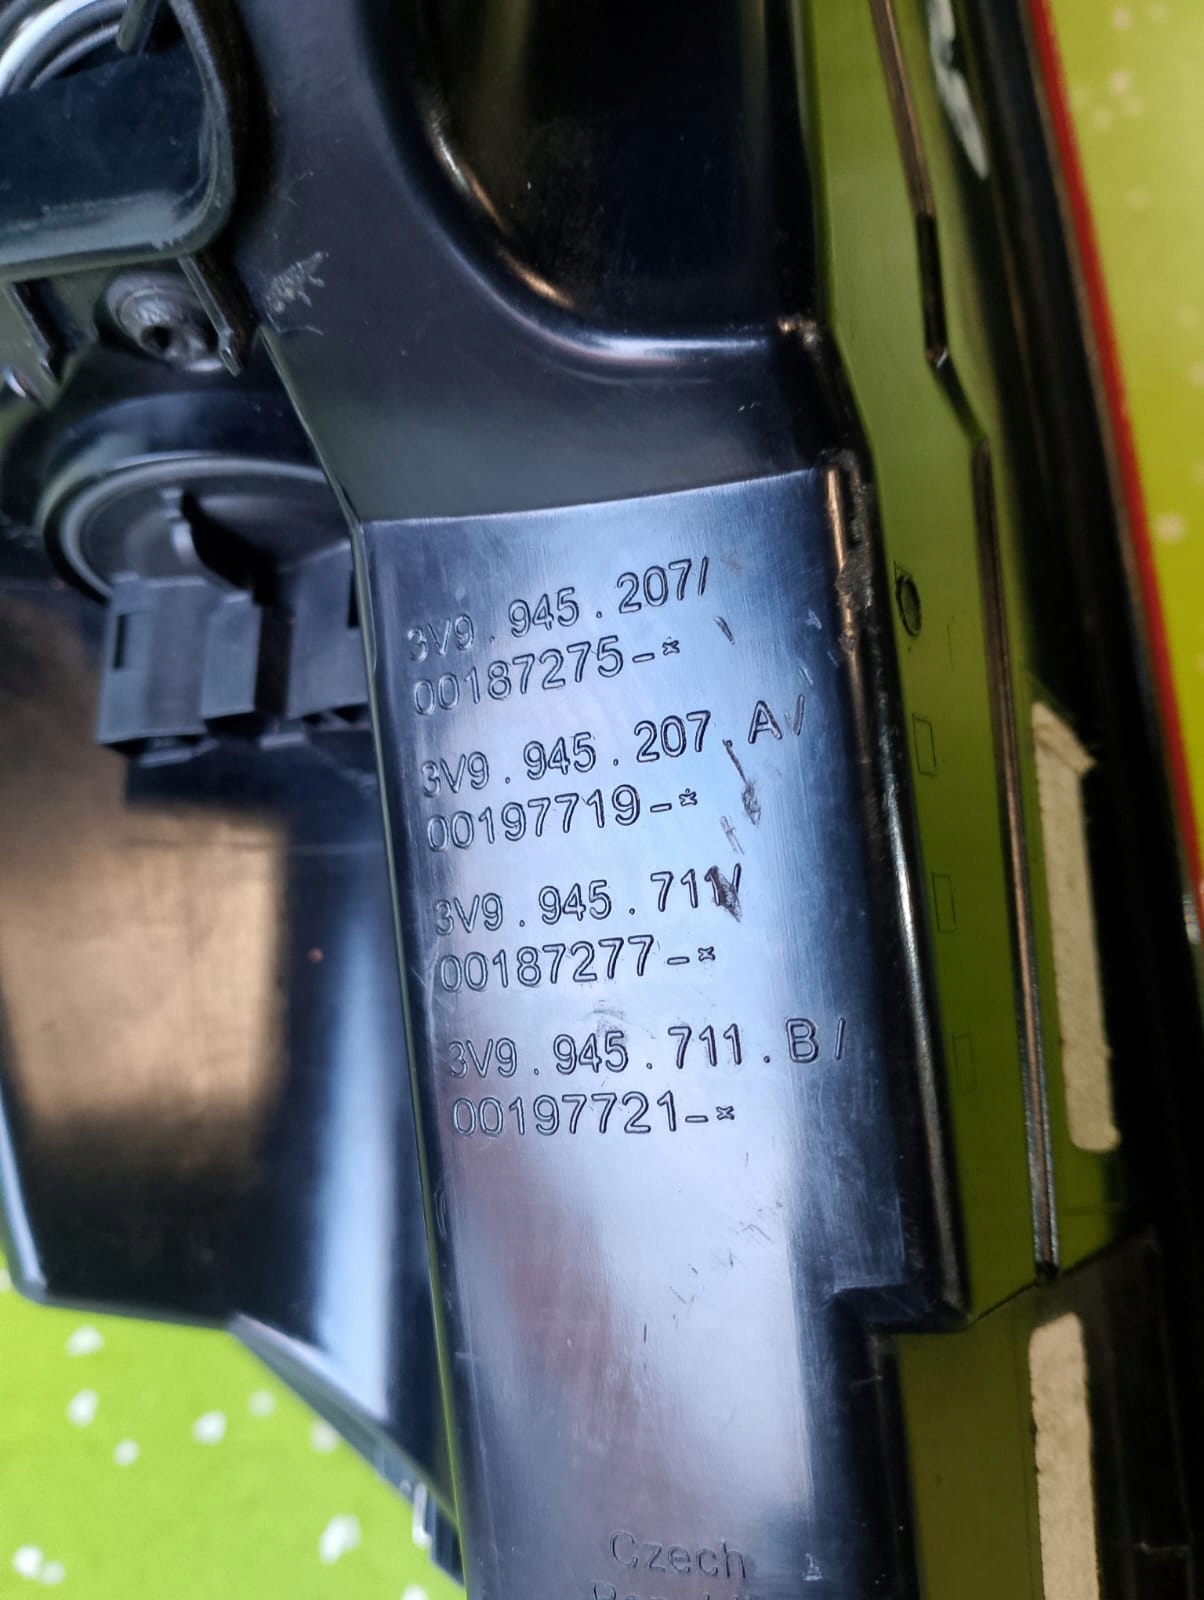 3V9.945.207/
00187275-*
3V9.945.207.A/
00197719-*
3V9.945.711/
00187277-*
3V9.945.711.B/
00197721-*
Czech